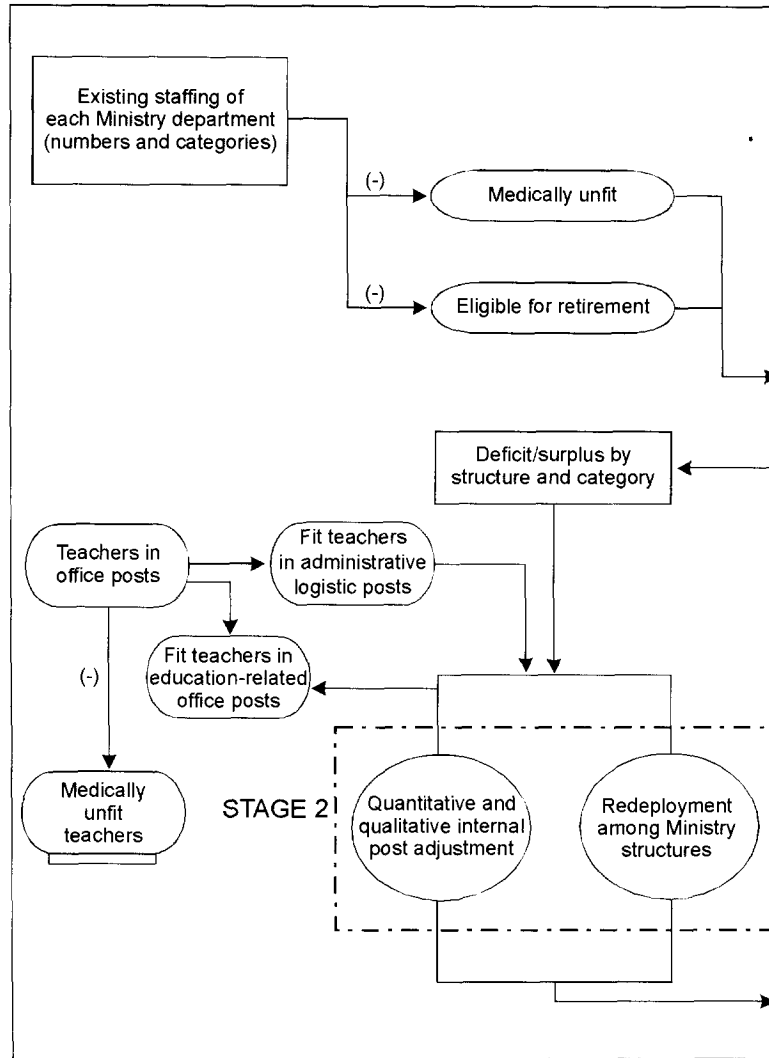 Existing staffing of
each Ministry department
(numbers and categories)
(-)
Medically unfit
(-)
Eligible for retirement
Deficit/surplus by
structure and category
Teachers in
office posts
Fit teachers
in administrative
logistic posts
(-)
Fit teachers in
education-related
office posts
Medically
unfit
teachers
STAGE 2
Quantitative and
qualitative internal
post adjustment
Redeployment
among Ministry
structures